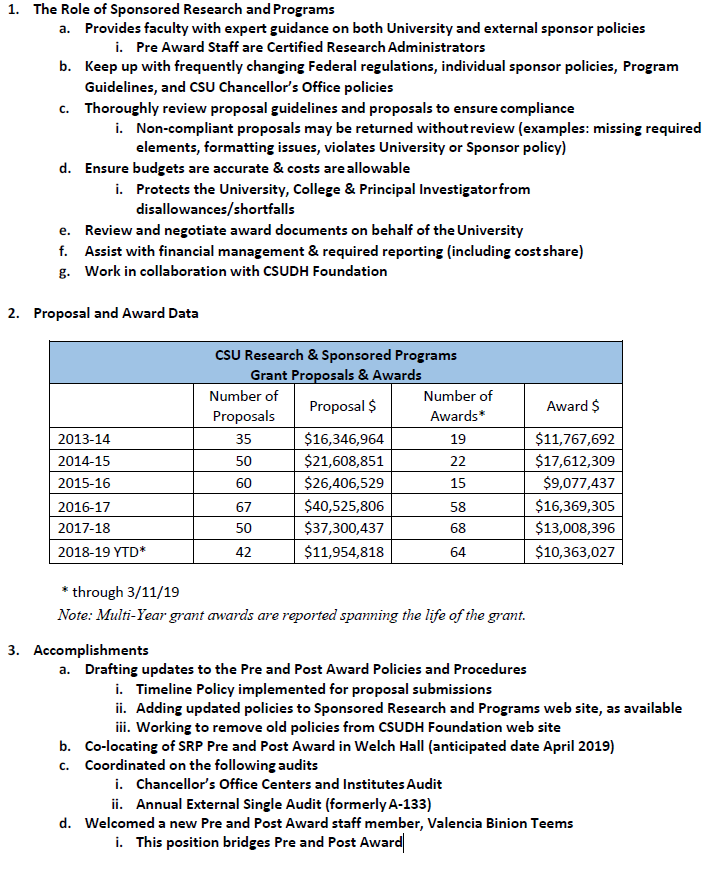 1. The Role of Sponsored Research and Programs
a. Provides faculty with expert guidance on both University and external sponsor policies
i. Pre Award Staff are Certified Research Administrators
b. Keep up with frequently changing Federal regulations, individual sponsor policies, Program
Guidelines, and CSU Chancellor's Office policies
c. Thoroughly review proposal guidelines and proposals to ensure compliance
i. Non-compliant proposals may be returned without review (examples: missing required
elements, formatting issues, violates University or Sponsor policy)
d. Ensure budgets are accurate & costs are allowable
i. Protects the University, College & Principal Investigator from
disallowances/shortfalls
e. Review and negotiate award documents on behalf of the University
f. Assist with financial management & required reporting (including cost share)
g. Work in collaboration with CSUDH Foundation
2. Proposal and Award Data
CSU Research & Sponsored Programs
Grant Proposals & Awards
Number of Proposals Proposal $ Number of Awards* Award $
2013-14 35 $16,346,964 19 $11,767,692
2014-15 50 $21,608,851 22 $17,612,309
2015-16 60 $26,406,529 15 $9,077,437
2016-17 67 $40,525,806 58 $16,369,305
2017-18 50 $37,300,437 68 $13,008,396
2018-19 YTD* 42 $11,954,818 64 $10,363,027
* through 3/11/19
Note: Multi-Year grant awards are reported spanning the life of the grant.
3. Accomplishments
a. Drafting updates to the Pre and Post Award Policies and Procedures
i. Timeline Policy implemented for proposal submissions
ii. Adding updated policies to Sponsored Research and Programs web site, as available
iii. Working to remove old policies from CSUDH Foundation web site
b. Co-locating of SRP Pre and Post Award in Welch Hall (anticipated date April 2019)
c. Coordinated on the following audits
i. Chancellor's Office Centers and Institutes Audit
ii. Annual External Single Audit (formerly A-133)
d. Welcomed a new Pre and Post Award staff member, Valencia Binion Teems
i. This position bridges Pre and Post Award